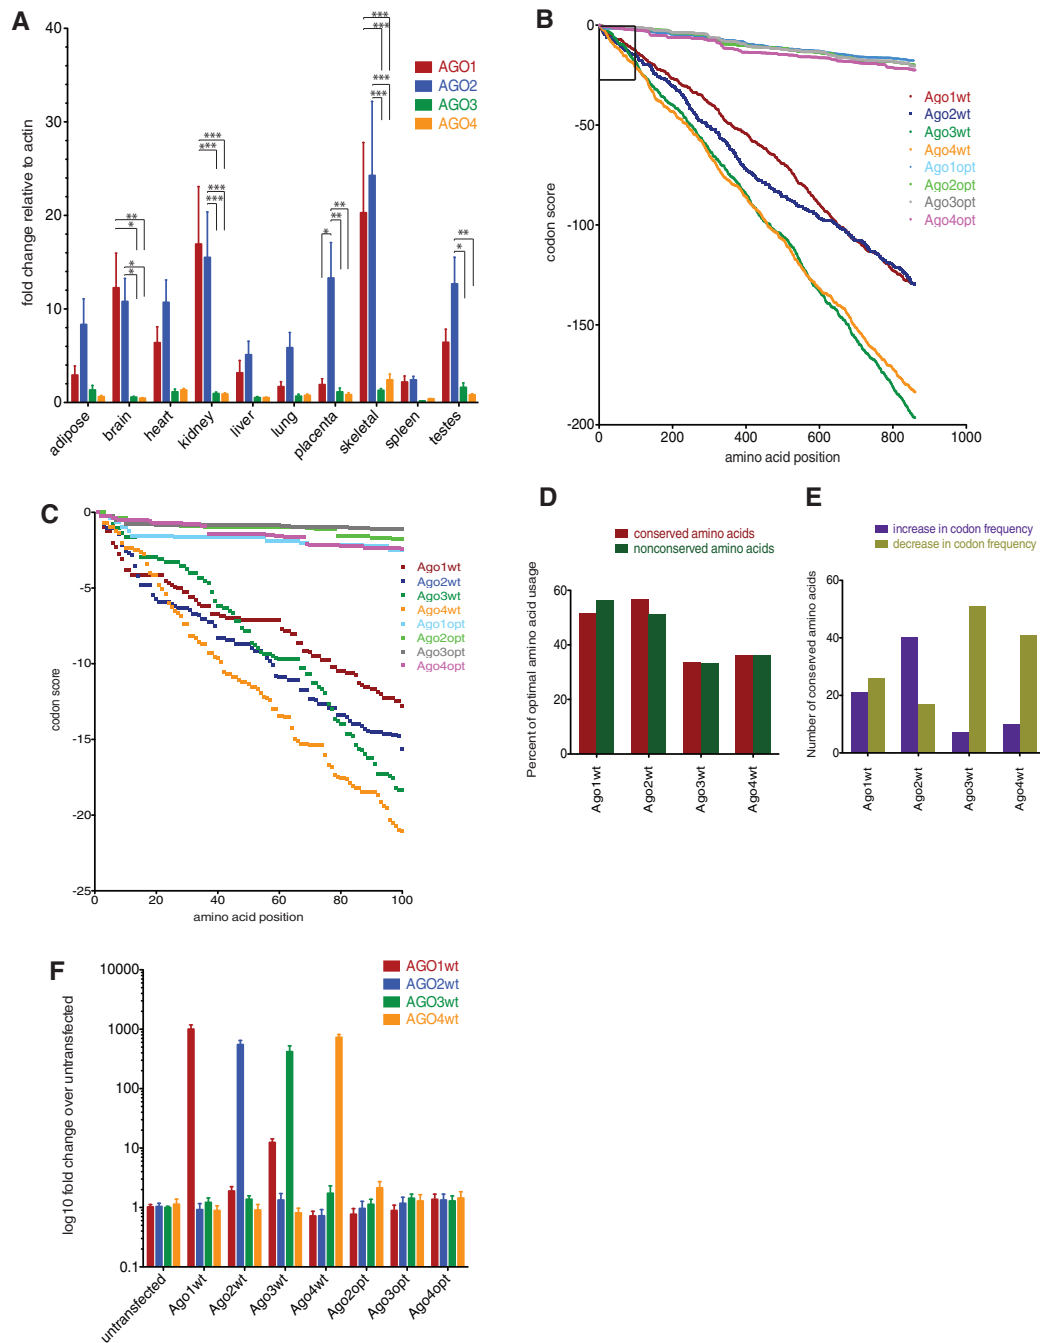 A
fold change relative to actin
40
30
20
10
0
***
***
***
***
***
***
***
***
**
*
*
*
*
**
**
**
*
AGO1
AGO2
AGO3
AGO4
adipose
brain
heart
kidney
liver
lung
placenta
skeletal
spleen
testes
B
codon score
0
-50
-100
-150
-200
0
200
400
600
800
1000
amino acid position
Ago1wt
Ago2wt
Ago3wt
Ago4wt
Ago1opt
Ago2opt
Ago3opt
Ago4opt
C
codon score
0
-5
-10
-15
-20
-25
0
20
40
60
80
100
amino acid position
Ago1wt
Ago2wt
Ago3wt
Ago4wt
Ago1opt
Ago2opt
Ago3opt
Ago4opt
D
conserved amino acids
nonconserved amino acids
Percent of optimal amino acid usage
60
40
20
0
Ago1wt
Ago2wt
Ago3wt
Ago4wt
E
increase in codon frequency
decrease in codon frequency
Number of conserved amino acids
60
40
20
0
Ago1wt
Ago2wt
Ago3wt
Ago4wt
F
log10 fold change over untransfected
10000
1000
100
10
1
0.1
AGO1wt
AGO2wt
AGO3wt
AGO4wt
untransfected
Ago1wt
Ago2wt
Ago3wt
Ago4wt
Ago2opt
Ago3opt
Ago4opt